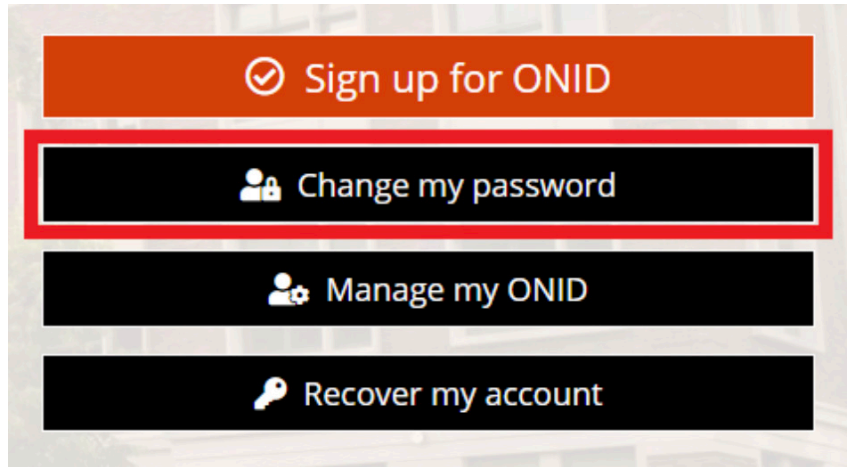 Sign up for ONID
Change my password
Manage my ONID
Recover my account